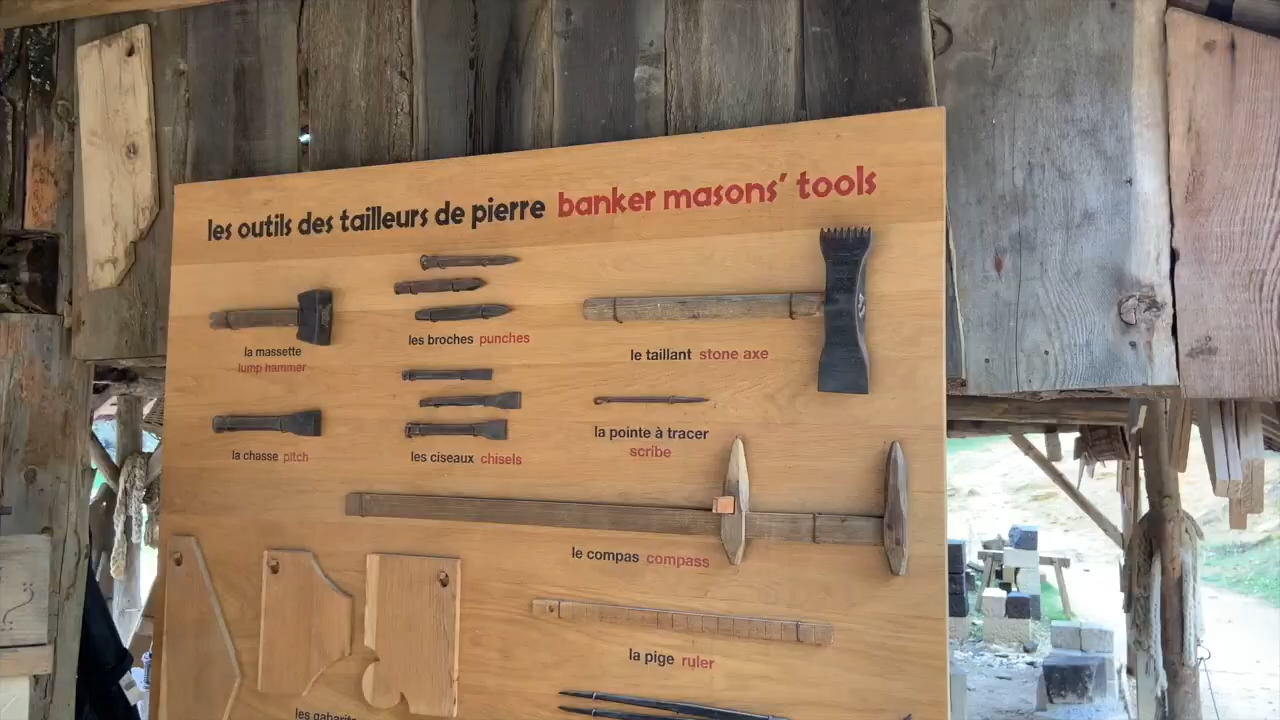 les outils des tailleurs de pierre banker masons' tools
la massette
lump hammer
les broches punches
le taillant stone axe
la chasse pitch
les ciseaux chisels
la pointe à tracer
scribe
le compas compass
la pige ruler